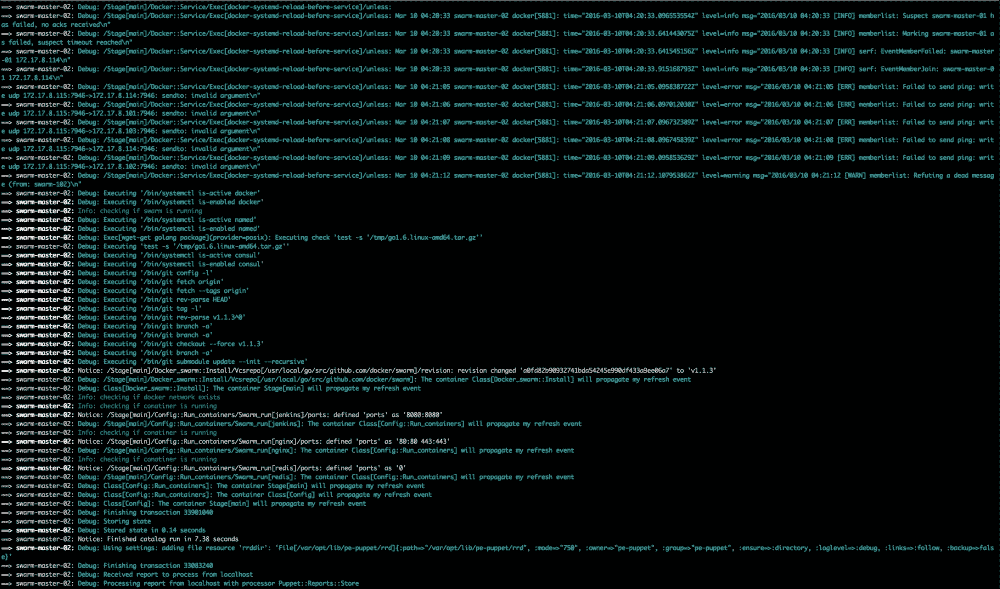 ==> swarm-master-02: Debug: /Stage[main]/Docker::Service/Exec[docker-systemd-reload-before-service]/unless:
==> swarm-master-02: Debug: /Stage[main]/Docker::Service/Exec[docker-systemd-reload-before-service]/unless: Mar 10 04:20:33 swarm-master-02 docker[5881]: time="2016-03-10T04:20:33. level=info msg="2016/03/10 04:20:33 [INFO] memberlist: Suspect swarm-master-01 h
as failed, no acks received\n"
==> swarm-master-02: Debug: /Stage[main]/Docker::Service/Exec[docker-systemd-reload-before-service]/unless: Mar 10 04:20:33 swarm-master-02 docker[5881]: time="2016-03-10T04:20:33. level=info msg="2016/03/10 04:20:33 [INFO] memberlist: Marking swarm-master-01 a
s failed, suspect timeout reached\n"
==> swarm-master-02: Debug: /Stage[main]/Docker::Service/Exec[docker-systemd-reload-before-service]/unless: Mar 10 04:20:33 swarm-master-02 docker[5881]: time="2016-03-10T04:20:33. level=info msg="2016/03/10 04:20:33 [INFO] serf: EventMemberFailed: swarm-master
-01 172.17.8.114\n"
==> swarm-master-02: Debug: /Stage[main]/Docker::Service/Exec[docker-systemd-reload-before-service]/unless: Mar 10 04:20:33 swarm-master-02 docker[5881]: time="2016-03-10T04:20:33. level=info msg="2016/03/10 04:20:33 [INFO] serf: EventMemberJoin: swarm-master-0
1 172.17.8.114\n"
==> swarm-master-02: Debug: /Stage[main]/Docker::Service/Exec[docker-systemd-reload-before-service]/unless: Mar 10 04:21:05 swarm-master-02 docker[5881]: time="2016-03-10T04:21:05. level=error msg="2016/03/10 04:21:05 [ERR] memberlist: Failed to send ping: writ
e udp 172.17.8.115:7946->172.17.8.114:7946: sendto: invalid argument\n"
==> swarm-master-02: Debug: /Stage[main]/Docker::Service/Exec[docker-systemd-reload-before-service]/unless: Mar 10 04:21:06 swarm-master-02 docker[5881]: time="2016-03-10T04:21:06. level=error msg="2016/03/10 04:21:06 [ERR] memberlist: Failed to send ping: writ
e udp 172.17.8.115:7946->172.17.8.101:7946: sendto: invalid argument\n"
==> swarm-master-02: Debug: /Stage[main]/Docker::Service/Exec[docker-systemd-reload-before-service]/unless: Mar 10 04:21:07 swarm-master-02 docker[5881]: time="2016-03-10T04:21:07. level=error msg="2016/03/10 04:21:07 [ERR] memberlist: Failed to send ping: writ
e udp 172.17.8.115:7946->172.17.8.103:7946: sendto: invalid argument\n"
==> swarm-master-02: Debug: /Stage[main]/Docker::Service/Exec[docker-systemd-reload-before-service]/unless: Mar 10 04:21:08 swarm-master-02 docker[5881]: time="2016-03-10T04:21:08. level=error msg="2016/03/10 04:21:08 [ERR] memberlist: Failed to send ping: writ
e udp 172.17.8.115:7946->172.17.8.114:7946: sendto: invalid argument\n"
==> swarm-master-02: Debug: /Stage[main]/Docker::Service/Exec[docker-systemd-reload-before-service]/unless: Mar 10 04:21:09 swarm-master-02 docker[5881]: time="2016-03-10T04:21:09. level=error msg="2016/03/10 04:21:09 [ERR] memberlist: Failed to send ping: writ
e udp 172.17.8.115:7946->172.17.8.102:7946: sendto: invalid argument\n"
==> swarm-master-02: Debug: /Stage[main]/Docker::Service/Exec[docker-systemd-reload-before-service]/unless: Mar 10 04:21:12 swarm-master-02 docker[5881]: time="2016-03-10T04:21:12. level=warning msg="2016/03/10 04:21:12 [WARN] memberlist: Refuting a dead messag
e (from: swarm-102)\n"
==> swarm-master-02: Debug: Executing '/bin/systemctl is-active docker'
==> swarm-master-02: Debug: Executing '/bin/systemctl is-enabled docker'
==> swarm-master-02: Info: checking if swarm is running
==> swarm-master-02: Debug: Executing '/bin/systemctl is-active named'
==> swarm-master-02: Debug: Executing '/bin/systemctl is-enabled named'
==> swarm-master-02: Debug: Exec[wget-get golang package](provider=posix): Executing check 'test -s '/tmp/go1.6.linux-amd64.tar.gz''
==> swarm-master-02: Debug: Executing 'test -s '/tmp/go1.6.linux-amd64.tar.gz''
==> swarm-master-02: Debug: Executing '/bin/systemctl is-active consul'
==> swarm-master-02: Debug: Executing '/bin/systemctl is-enabled consul'
==> swarm-master-02: Debug: Executing '/bin/git config -l'
==> swarm-master-02: Debug: Executing '/bin/git fetch origin'
==> swarm-master-02: Debug: Executing '/bin/git fetch --tags origin'
==> swarm-master-02: Debug: Executing '/bin/git rev-parse HEAD'
==> swarm-master-02: Debug: Executing '/bin/git tag -l'
==> swarm-master-02: Debug: Executing '/bin/git rev-parse v1.1.3^0'
==> swarm-master-02: Debug: Executing '/bin/git branch -a'
==> swarm-master-02: Debug: Executing '/bin/git branch -a'
==> swarm-master-02: Debug: Executing '/bin/git checkout --force v1.1.3'
==> swarm-master-02: Debug: Executing '/bin/git branch -a'
==> swarm-master-02: Debug: Executing '/bin/git submodule update --init --recursive'
==> swarm-master-02: Notice: /Stage[main]/Docker_swarm::Install/Vcsrepo[/usr/local/go/src/github.com/docker/swarm]/revision: revision changed to 'v1.1.3'
==> swarm-master-02: Debug: /Stage[main]/Docker_swarm::Install/Vcsrepo[/usr/local/go/src/github.com/docker/swarm]: The container Class[Docker_swarm::Install] will propagate my refresh event
==> swarm-master-02: Debug: Class[Docker_swarm::Install]: The container Stage[main] will propagate my refresh event
==> swarm-master-02: Info: checking if docker network exists
==> swarm-master-02: Info: checking if conatiner is running
==> swarm-master-02: Notice: /Stage[main]/Config::Run_containers/Swarm_run[jenkins]/ports: defined 'ports' as '8080:8080'
==> swarm-master-02: Debug: /Stage[main]/Config::Run_containers/Swarm_run[jenkins]: The container Class[Config::Run_containers] will propagate my refresh event
==> swarm-master-02: Info: checking if conatiner is running
==> swarm-master-02: Notice: /Stage[main]/Config::Run_containers/Swarm_run[nginx]/ports: defined 'ports' as '80:80 443:443'
==> swarm-master-02: Debug: /Stage[main]/Config::Run_containers/Swarm_run[nginx]: The container Class[Config::Run_containers] will propagate my refresh event
==> swarm-master-02: Info: checking if conatiner is running
==> swarm-master-02: Notice: /Stage[main]/Config::Run_containers/Swarm_run[redis]/ports: defined 'ports' as '0'
==> swarm-master-02: Debug: /Stage[main]/Config::Run_containers/Swarm_run[redis]: The container Class[Config::Run_containers] will propagate my refresh event
==> swarm-master-02: Debug: Class[Config::Run_containers]: The container Stage[main] will propagate my refresh event
==> swarm-master-02: Debug: Class[Config::Run_containers]: The container Class[Config] will propagate my refresh event
==> swarm-master-02: Debug: Class[Config]: The container Stage[main] will propagate my refresh event
==> swarm-master-02: Debug: Finishing transaction 33901040
==> swarm-master-02: Debug: Storing state
==> swarm-master-02: Debug: Stored state in 0.14 seconds
==> swarm-master-02: Notice: Finished catalog run in 7.38 seconds
==> swarm-master-02: Debug: Using settings: adding file resource 'rrddir': 'File[/var/opt/lib/pe-puppet/rrd]{:path=>"/var/opt/lib/pe-puppet/rrd", :mode=>"750", :owner=>"pe-puppet", :group=>"pe-puppet", :ensure=>:directory, :loglevel=>:debug, :links=>:follow, :backup=>fals
e}'
==> swarm-master-02: Debug: Finishing transaction 33083240
==> swarm-master-02: Debug: Received report to process from localhost
==> swarm-master-02: Debug: Processing report from localhost with processor Puppet::Reports::Store